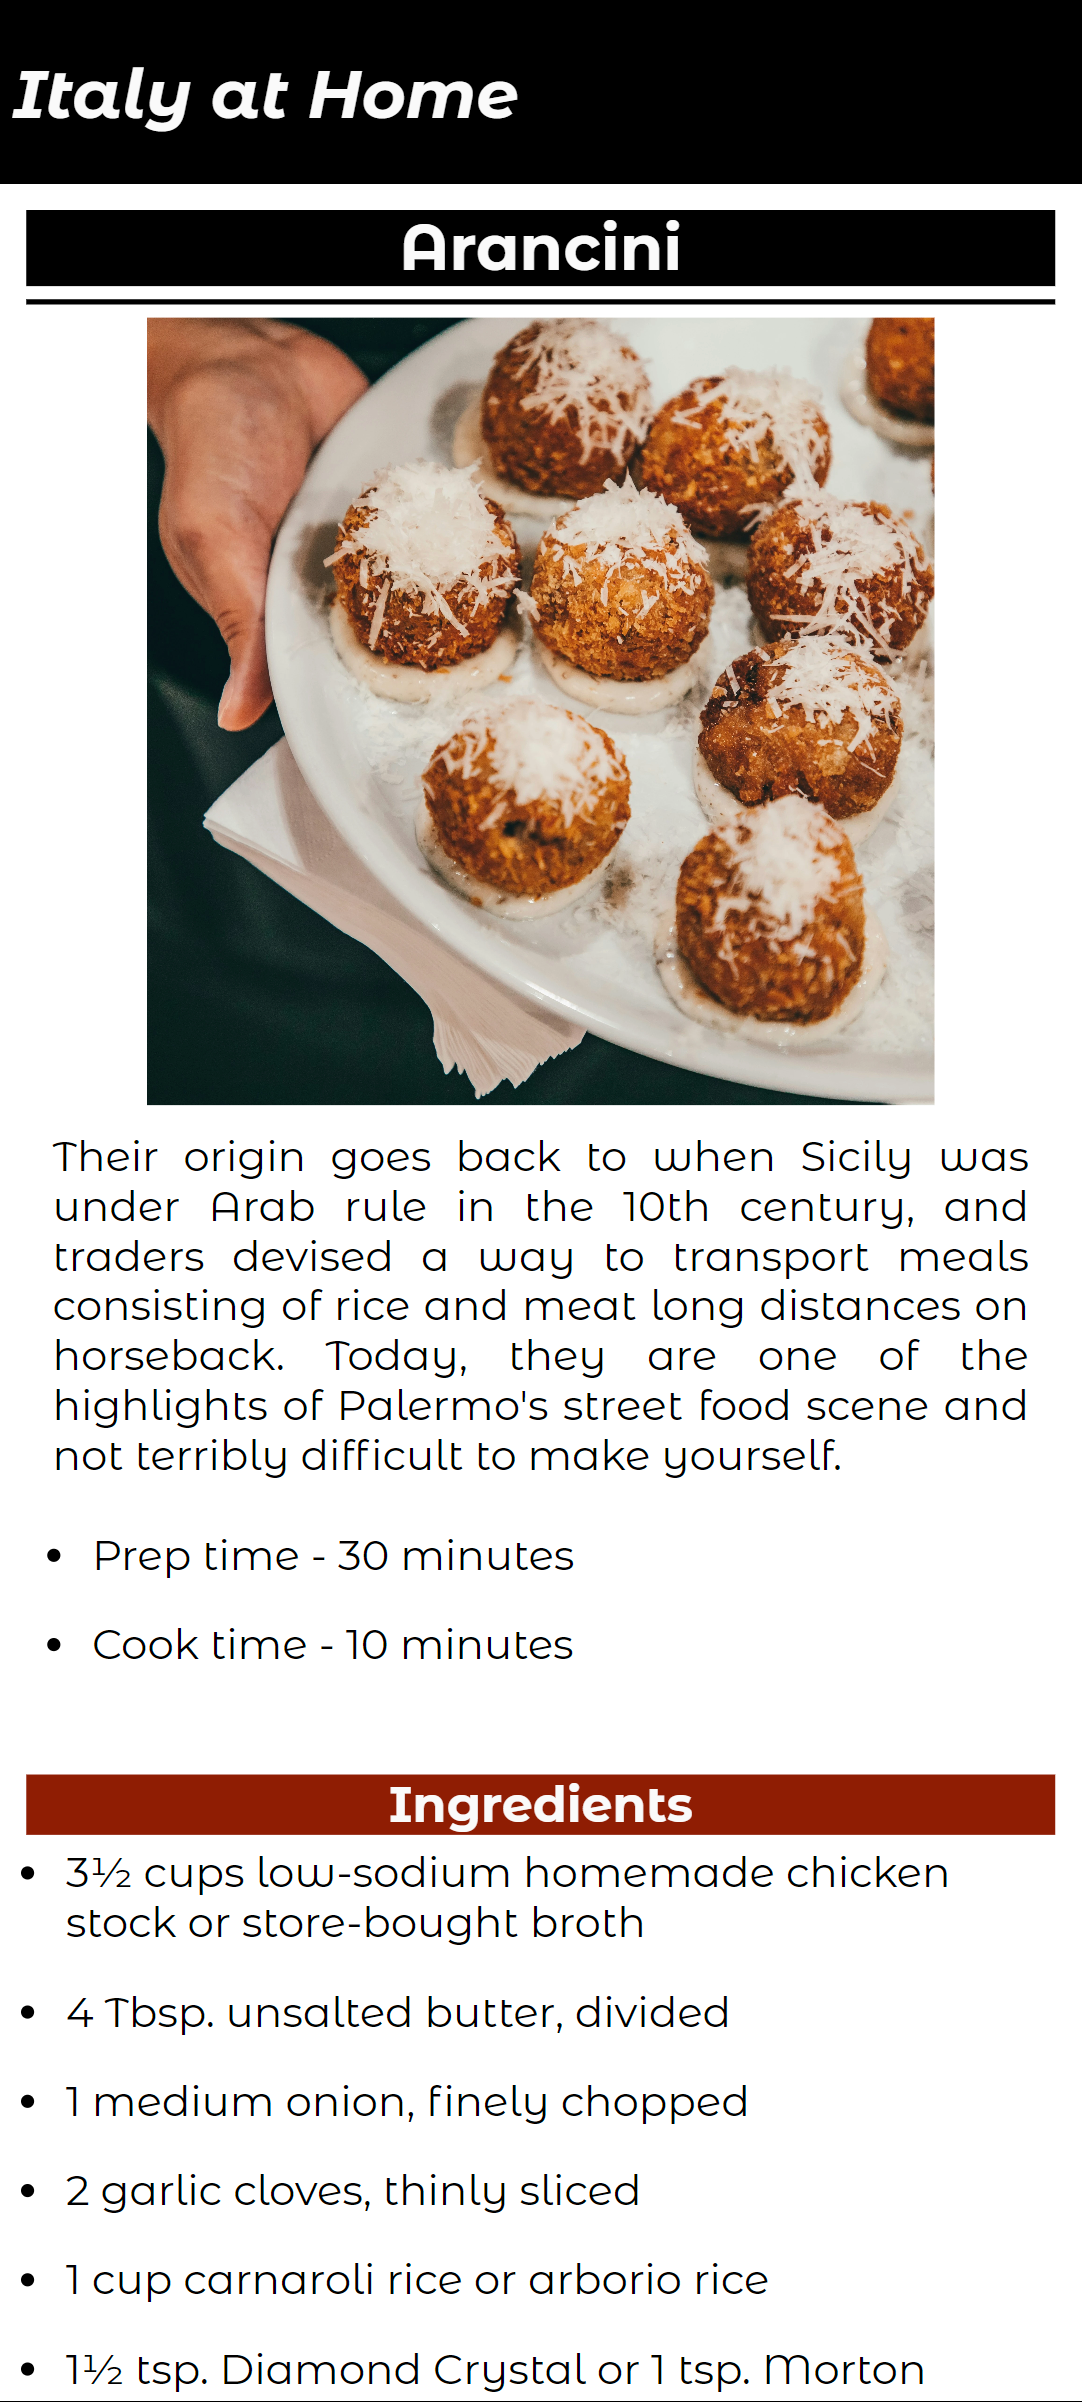 Italy at Home
Arancini
Their origin goes back to when Sicily was
under Arab rule in the 10th century, and
traders devised a way to transport meals
consisting of rice and meat long distances on
horseback. Today, they are one of the
highlights of Palermo's street food scene and
not terribly difficult to make yourself.
• Prep time - 30 minutes
• Cook time - 10 minutes
Ingredients
• 3½ cups low-sodium homemade chicken
stock or store-bought broth
• 4 Tbsp. unsalted butter, divided
• 1 medium onion, finely chopped
• 2 garlic cloves, thinly sliced
• 1 cup carnaroli rice or arborio rice
• 1½ tsp. Diamond Crystal or 1 tsp. Morton